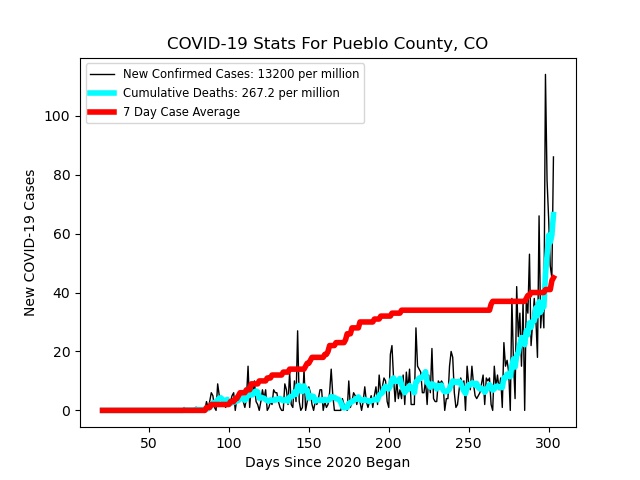 COVID-19 Stats For Pueblo County, CO
New Confirmed Cases: 13200 per million
Cumulative Deaths: 267.2 per million
7 Day Case Average
100
80
60
40
20
0
New COVID-19 Cases
50 100 150 200 250 300
Days Since 2020 Began